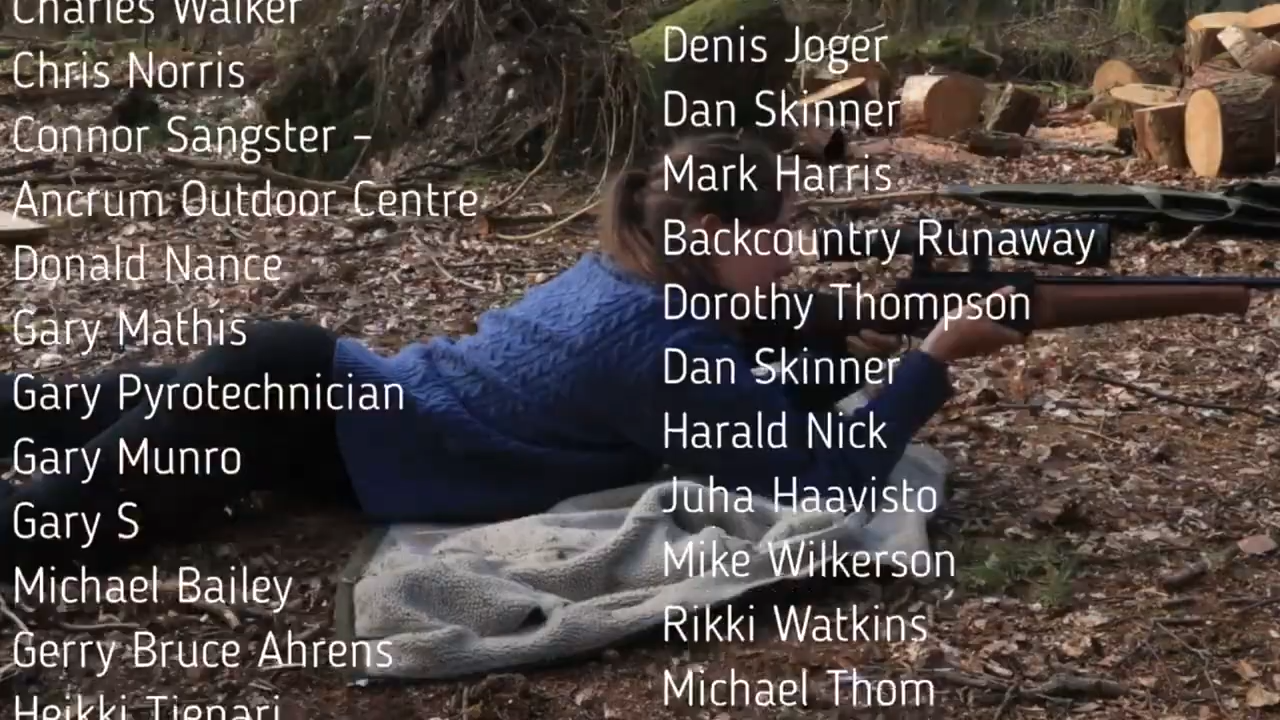 Charles Walker
Chris Norris
Connor Sangster –
Ancrum Outdoor Centre
Donald Nance
Gary Mathis
Gary Pyrotechnician
Gary Munro
Gary S
Michael Bailey
Gerry Bruce Ahrens
Heikki Tienari
Denis Joger
Dan Skinner
Mark Harris
Backcountry Runaway
Dorothy Thompson
Dan Skinner
Harald Nick
Juha Haavisto
Mike Wilkerson
Rikki Watkins
Michael Thom